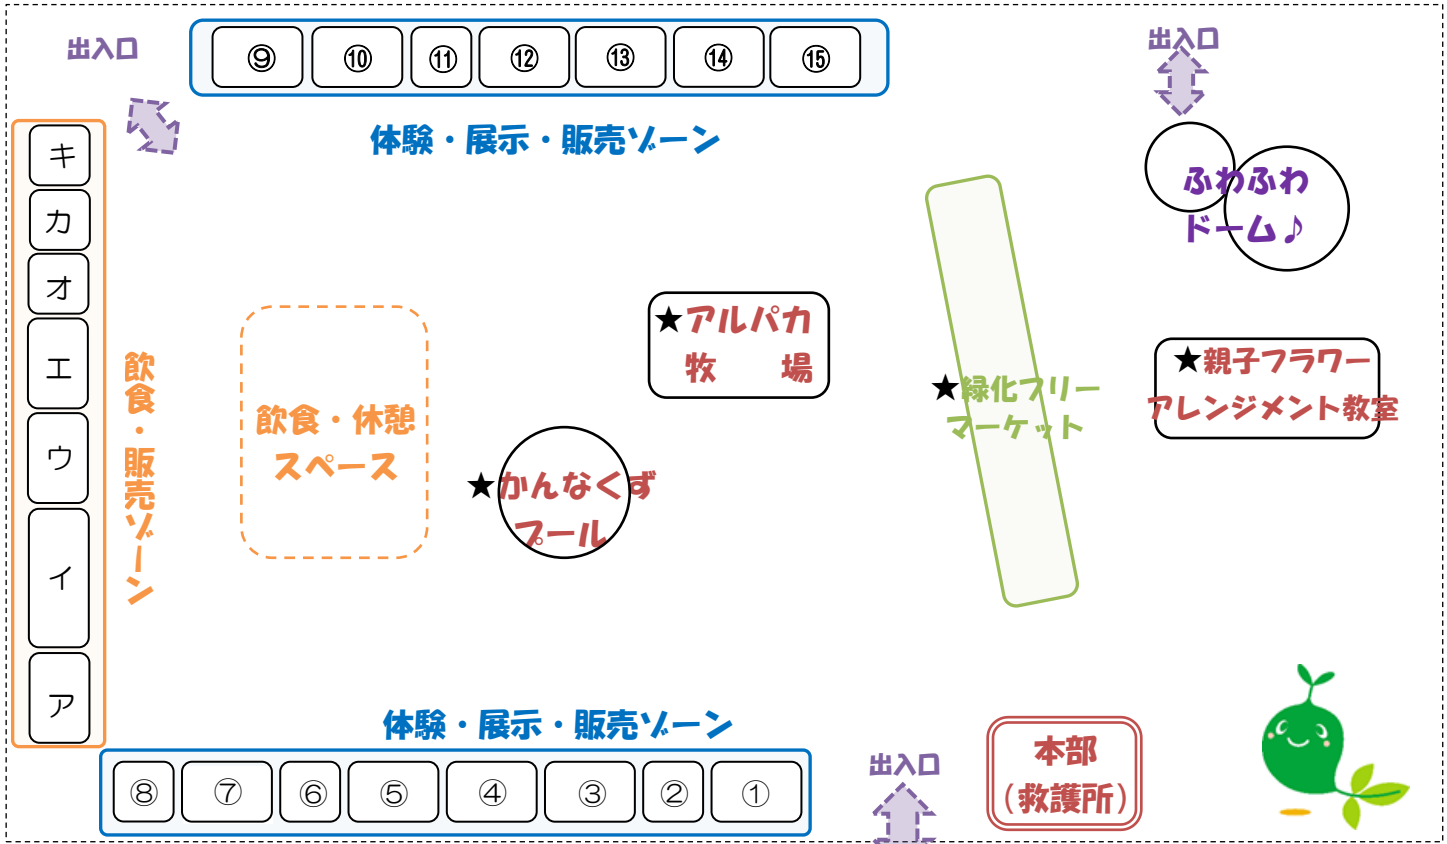 出入口
⑨ ⑩ ⑪ ⑫ ⑬ ⑭ ⑮
出入口
体験・展示・販売ゾーン
キ
カ
オ
エ
ウ
イ
ア
飲食・販売ゾーン
ふわふわ
ドーム♪
★アルパカ
牧　場
★親子フラワー
アレンジメント教室
★緑化フリー
マーケット
飲食・休憩
スペース
★かんなくず
プール
体験・展示・販売ゾーン
⑧ ⑦ ⑥ ⑤ ④ ③ ② ①
出入口
本部
（救護所）